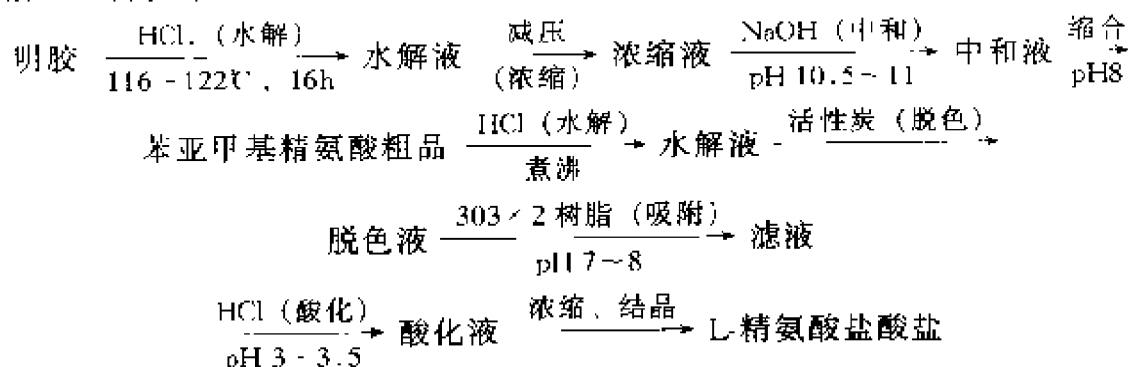 明胶 HCl. (水解) 116-122℃, 16h → 水解液 减压 (浓缩) → 浓缩液 NaOH (中和) pH 10.5~11 → 中和液 缩合 pH8 →
苯亚甲基精氨酸粗品 HCl (水解) 煮沸 → 水解液 活性炭 (脱色) →
脱色液 303×2 树脂 (吸附) pH 7~8 → 滤液
HCl (酸化) pH 3-3.5 → 酸化液 浓缩、结晶 → L-精氨酸盐酸盐